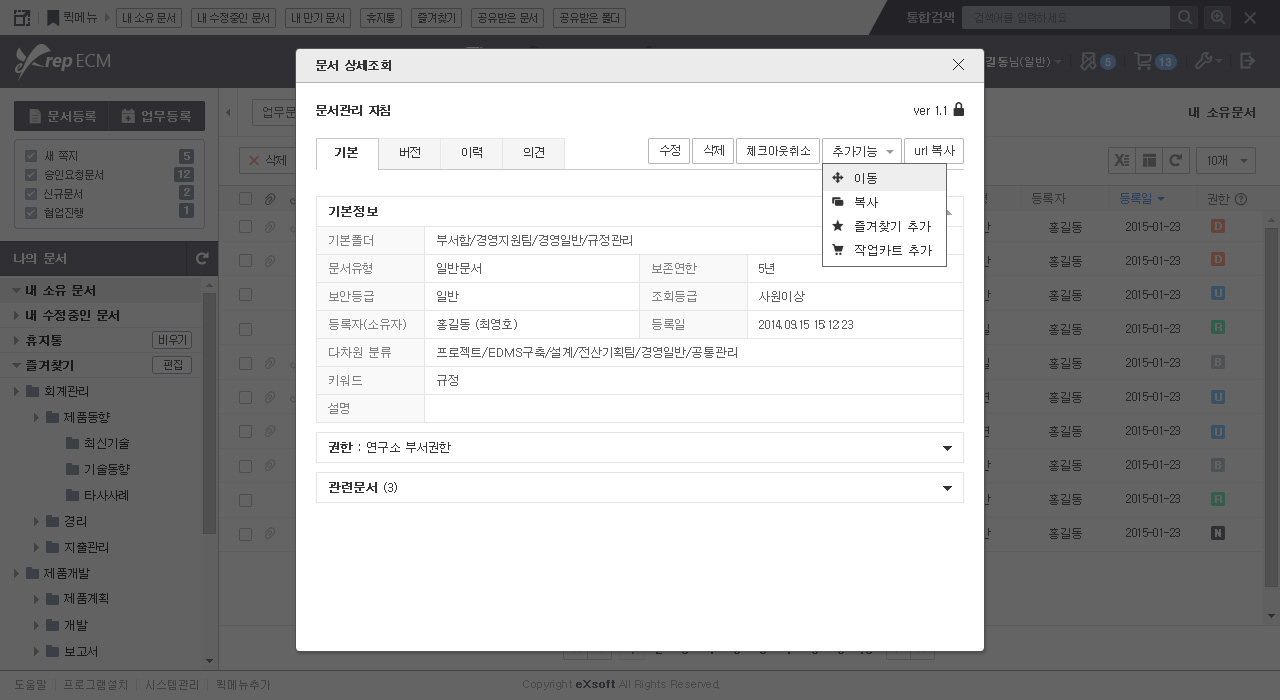 퀵메뉴 내 소유 문서 내 수정중인 문서 내 만기 문서 휴지통 즐겨찾기 공유받은 문서 공유받은 폴더 통합검색 검색어를 입력하세요
Xrep ECM 길동님(일반) 5 13
문서 상세조회
문서관리 지침 ver 1.1
기본 버전 이력 의견 수정 삭제 체크아웃취소 추가기능 url 복사
이동
복사
즐겨찾기 추가
작업카트 추가
기본정보
기본폴더 부서함/경영지원팀/경영일반/규정관리
문서유형 일반문서 보존연한 5년
보안등급 일반 조회등급 사원이상
등록자(소유자) 홍길동 (최영호) 등록일 2014.09.15 15:12:23
다차원 분류 프로젝트/EDMS구축/설계/전산기획팀/경영일반/공통관리
키워드 규정
설명
권한 : 연구소 부서권한
관련문서 (3)
문서등록 업무등록
새 쪽지 5
승인요청문서 12
신규문서 2
협업진행 1
나의 문서
내 소유 문서
내 수정중인 문서
휴지통 비우기
즐겨찾기 편집
회계관리
제품동향
최신기술
기술동향
타사사례
경리
지출관리
제품개발
제품계획
개발
보고서
업무문
내 소유문서
삭제 10개
등록자 등록일 권한
홍길동 2015-01-23 D
홍길동 2015-01-23 D
홍길동 2015-01-23 U
홍길동 2015-01-23 R
홍길동 2015-01-23 B
홍길동 2015-01-23 U
홍길동 2015-01-23 U
홍길동 2015-01-23 B
홍길동 2015-01-23 R
홍길동 2015-01-23 N
도움말 프로그램설치 시스템관리 퀵메뉴추가 Copyright eXsoft All Rights Reserved.